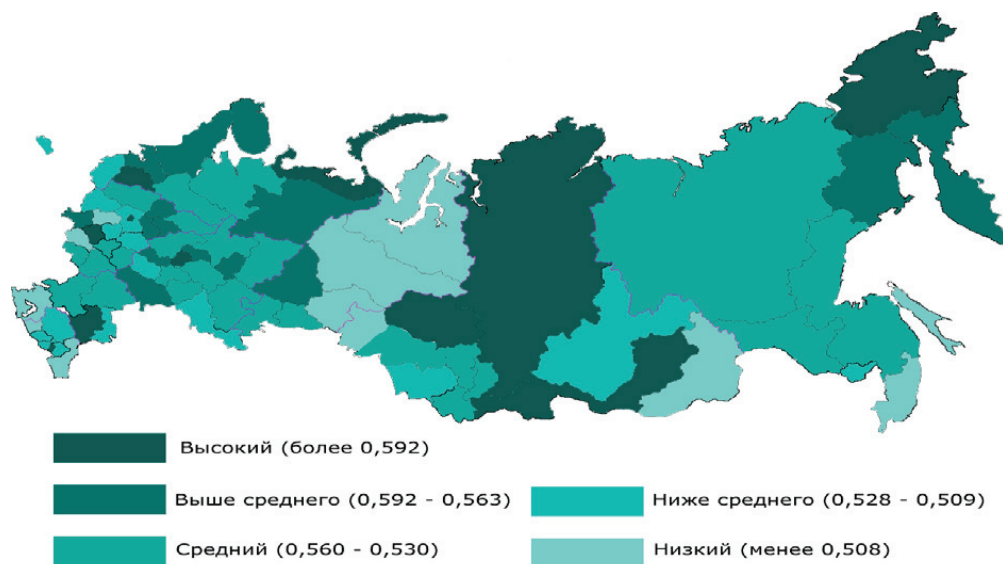 Высокий (более 0,592)
Выше среднего (0,592 - 0,563)
Средний (0,560 - 0,530)
Ниже среднего (0,528 - 0,509)
Низкий (менее 0,508)